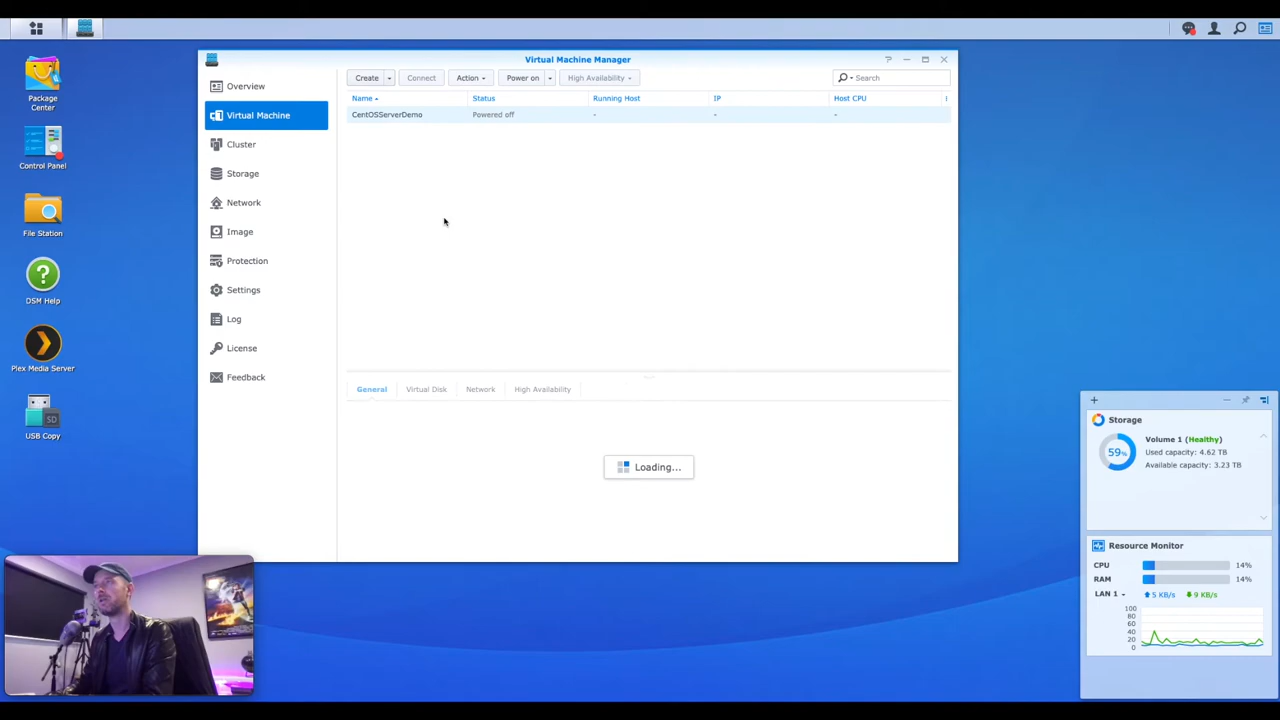 Virtual Machine Manager
Overview
Virtual Machine
Cluster
Storage
Network
Image
Protection
Settings
Log
License
Feedback
Create Connect Action Power on High Availability Search
Name Status Running Host IP Host CPU
CentOSServerDemo Powered off - - -
General Virtual Disk Network High Availability
Loading...
Package
Center
Control Panel
File Station
DSM Help
Plex Media Server
SD
USB Copy
Storage
59%
Volume 1 (Healthy)
Used capacity: 4.62 TB
Available capacity: 3.23 TB
Resource Monitor
CPU 14%
RAM 14%
LAN 1 5 KB/s 9 KB/s
100
80
60
40
20
0